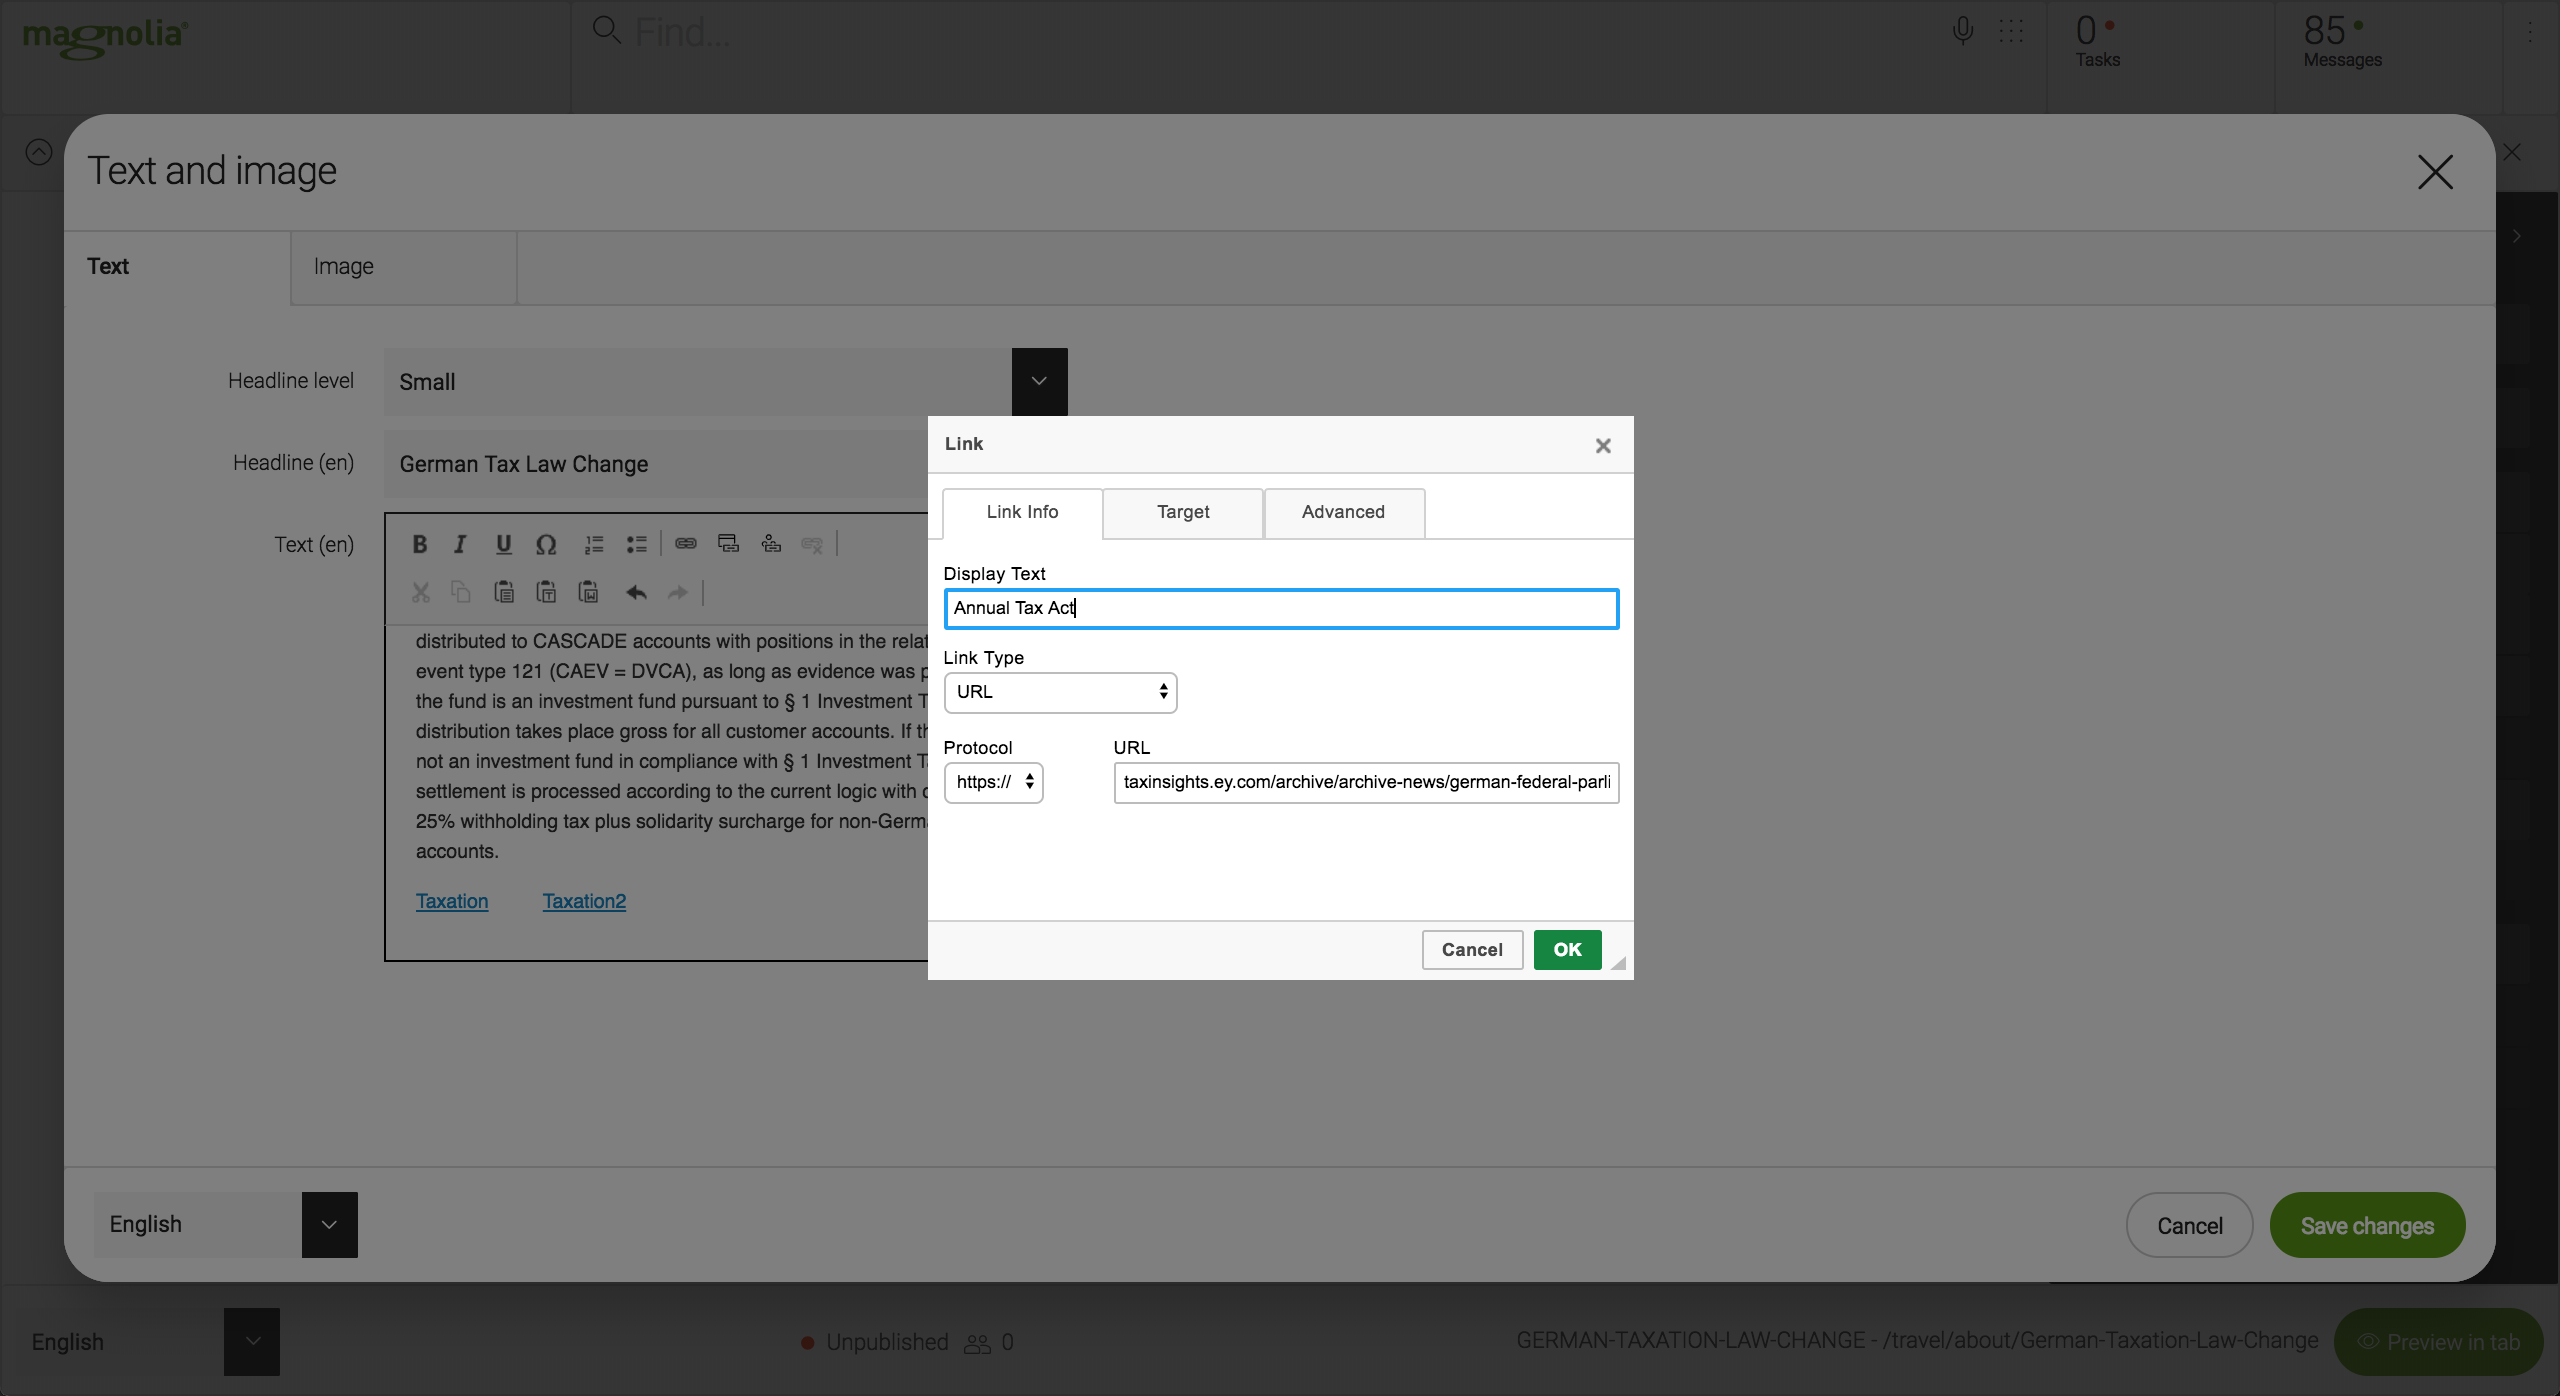 magnolia®
Find...
0
Tasks
85
Messages
Text and image
Text
Image
Headline level
Small
Headline (en)
German Tax Law Change
Text (en)
distributed to CASCADE accounts with positions in the
event type 121 (CAEV = DVCA), as long as evidence was
the fund is an investment fund pursuant to § 1 Investment
distribution takes place gross for all customer accounts. If
not an investment fund in compliance with § 1 Investment
settlement is processed according to the current logic with
25% withholding tax plus solidarity surcharge for
accounts.
Taxation Taxation2
Link
Link Info
Target
Advanced
Display Text
Annual Tax Act
Link Type
URL
Protocol
URL
https://
taxinsights.ey.com/archive/archive-news/german-federal-parli
Cancel
OK
English
Cancel
Save changes
English
Unpublished 0
GERMAN-TAXATION-LAW-CHANGE - /travel/about/German-Taxation-Law-Change
Preview in tab